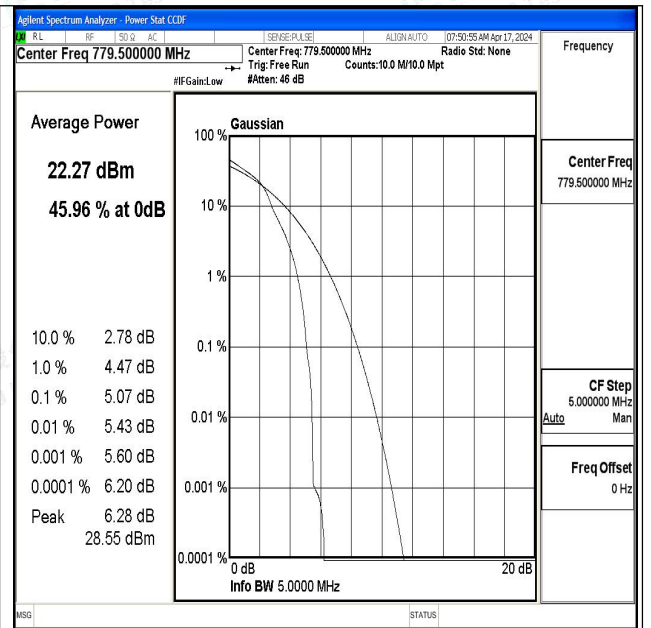 Agilent Spectrum Analyzer - Power Stat CCDF
LXI RL RF 50 Ω AC SENSE:PULSE ALIGN AUTO 07:50:55 AM Apr 17, 2024
Center Freq 779.500000 MHz
Center Freq: 779.500000 MHz Radio Std: None
Trig: Free Run Counts:10.0 M/10.0 Mpt
#IFGain:Low #Atten: 46 dB
Frequency
Average Power
22.27 dBm
45.96 % at 0dB
10.0 % 2.78 dB
1.0 % 4.47 dB
0.1 % 5.07 dB
0.01 % 5.43 dB
0.001 % 5.60 dB
0.0001 % 6.20 dB
Peak 6.28 dB
28.55 dBm
Gaussian
100 %
10 %
1 %
0.1 %
0.01 %
0.001 %
0.0001 %
0 dB 20 dB
Info BW 5.0000 MHz
Center Freq
779.500000 MHz
CF Step
5.000000 MHz
Auto Man
Freq Offset
0 Hz
MSG STATUS